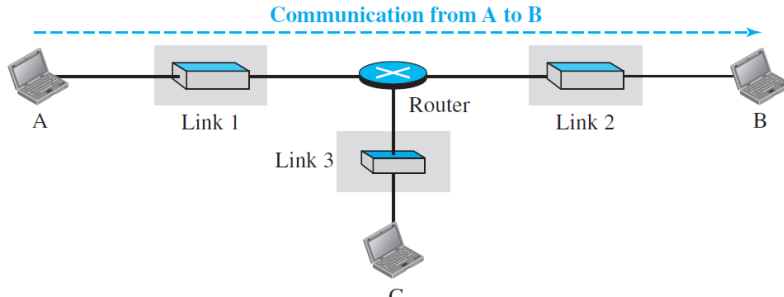 Communication from A to B
A
Link 1
Router
Link 2
B
Link 3
C